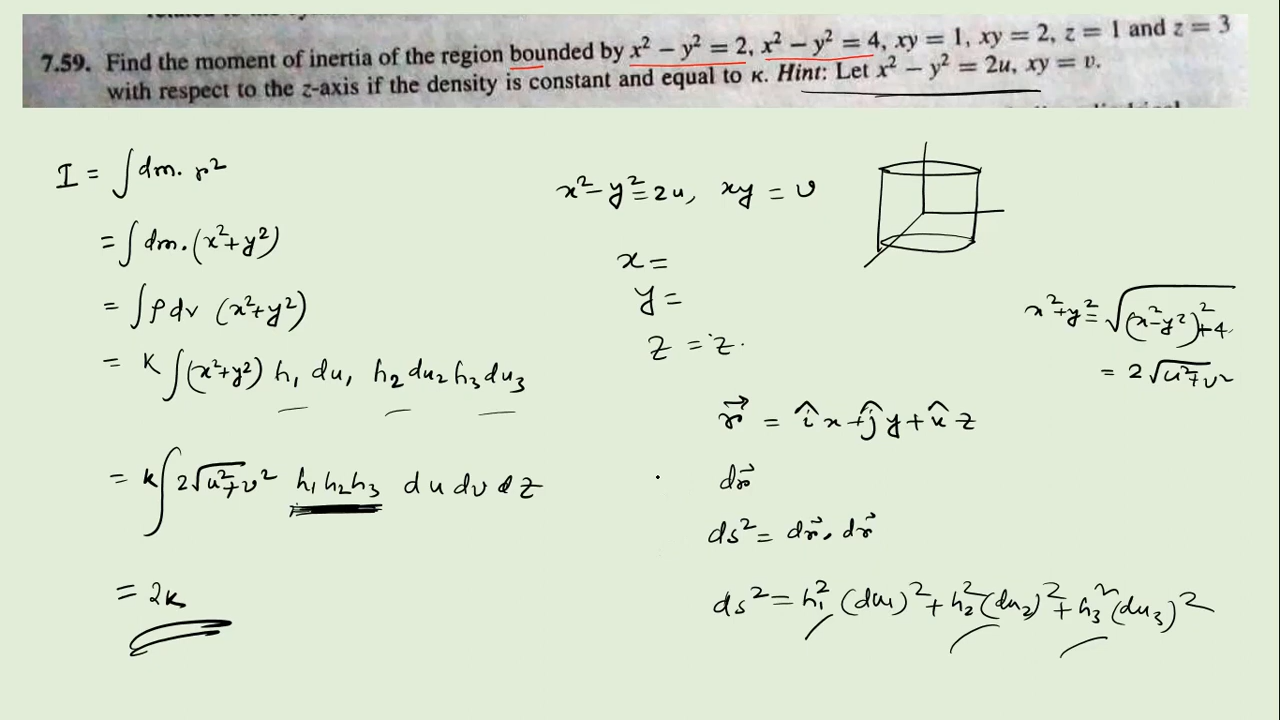 7.59. Find the moment of inertia of the region bounded by x² − y² = 2, x² − y² = 4, xy = 1, xy = 2, z = 1 and z = 3
with respect to the z-axis if the density is constant and equal to κ. Hint: Let x² − y² = 2u, xy = v.
I = ∫ dm. r²
= ∫ dm. (x²+y²)
= ∫ ρ dv (x²+y²)
= K ∫ (x²+y²) h₁ du₁ h₂ du₂ h₃ du₃
= K ∫ 2√u²+v² h₁ h₂ h₃ du dv dz
= 2K
x²−y² = 2u, xy = v
x =
y =
z = z.
r⃗ = î x + ĵ y + k̂ z
dr⃗
ds² = dr⃗ . dr⃗
ds² = h₁² (du₁)² + h₂² (du₂)² + h₃² (du₃)²
x²+y² = √(x²−y²)²+4
= 2√u²+v²